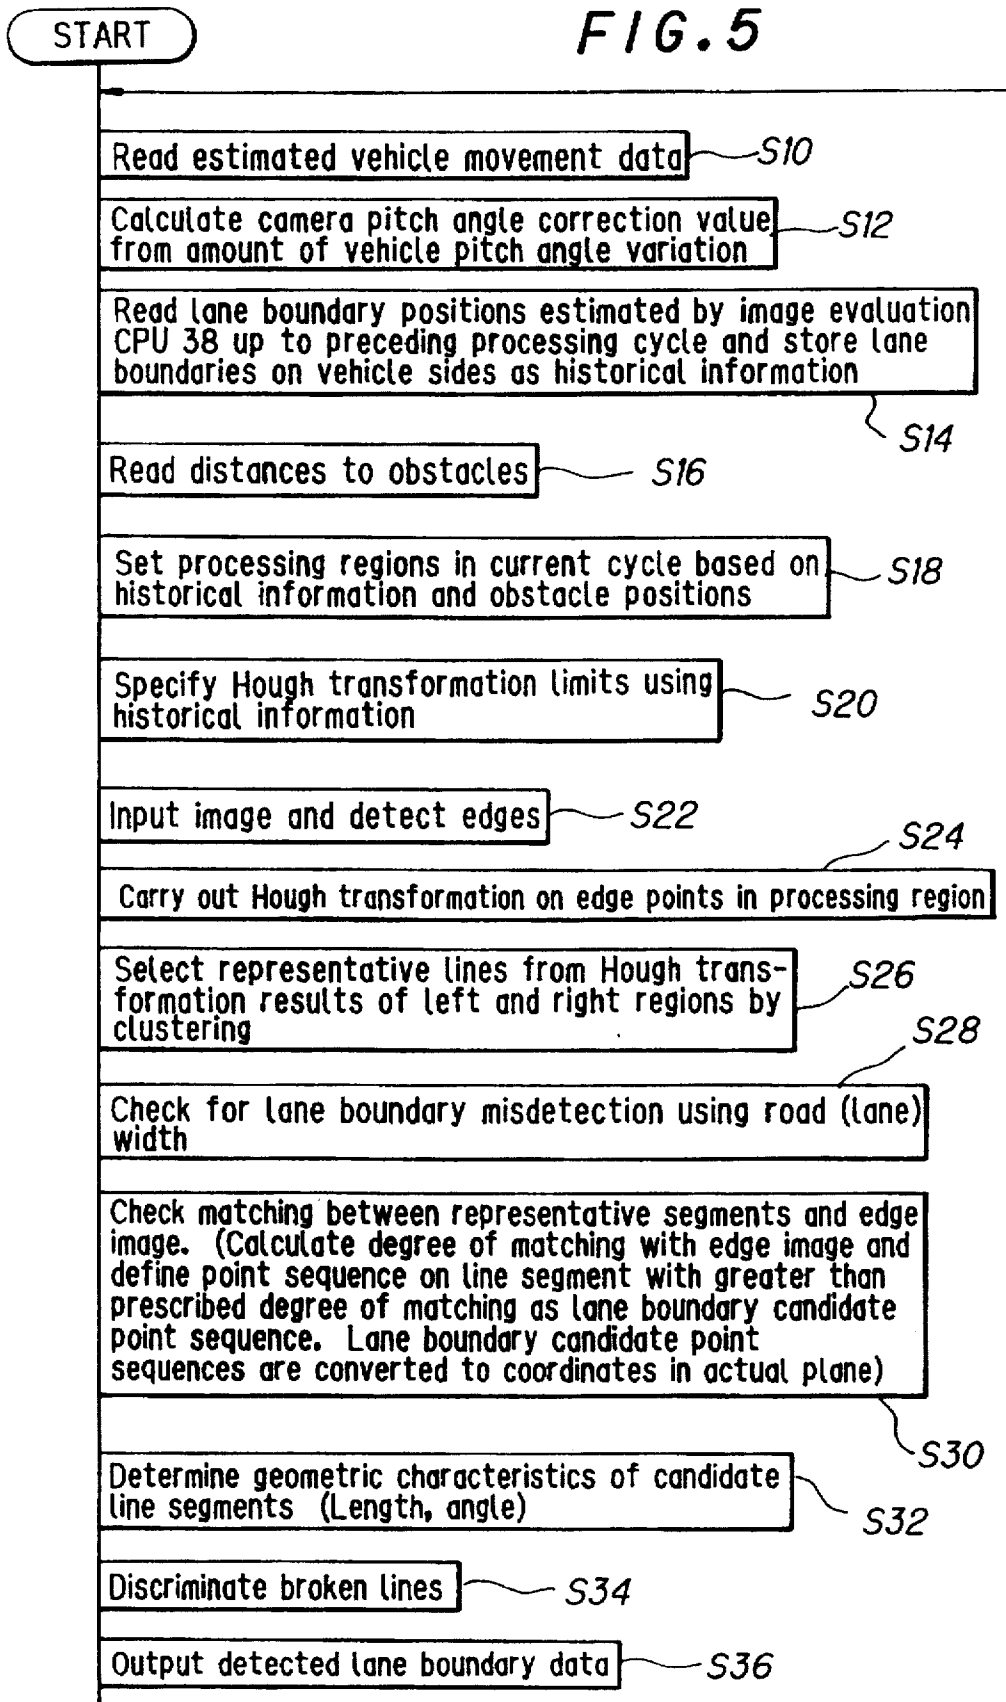 START
FIG.5
Read estimated vehicle movement data
S10
Calculate camera pitch angle correction value
from amount of vehicle pitch angle variation
S12
Read lane boundary positions estimated by image evaluation
CPU 38 up to preceding processing cycle and store lane
boundaries on vehicle sides as historical information
S14
Read distances to obstacles
S16
Set processing regions in current cycle based on
historical information and obstacle positions
S18
Specify Hough transformation limits using
historical information
S20
Input image and detect edges
S22
S24
Carry out Hough transformation on edge points in processing region
Select representative lines from Hough trans-
formation results of left and right regions by
clustering
S26
S28
Check for lane boundary misdetection using road (lane)
width
Check matching between representative segments and edge
image. (Calculate degree of matching with edge image and
define point sequence on line segment with greater than
prescribed degree of matching as lane boundary candidate
point sequence. Lane boundary candidate point
sequences are converted to coordinates in actual plane)
S30
Determine geometric characteristics of candidate
line segments (Length, angle)
S32
Discriminate broken lines
S34
Output detected lane boundary data
S36